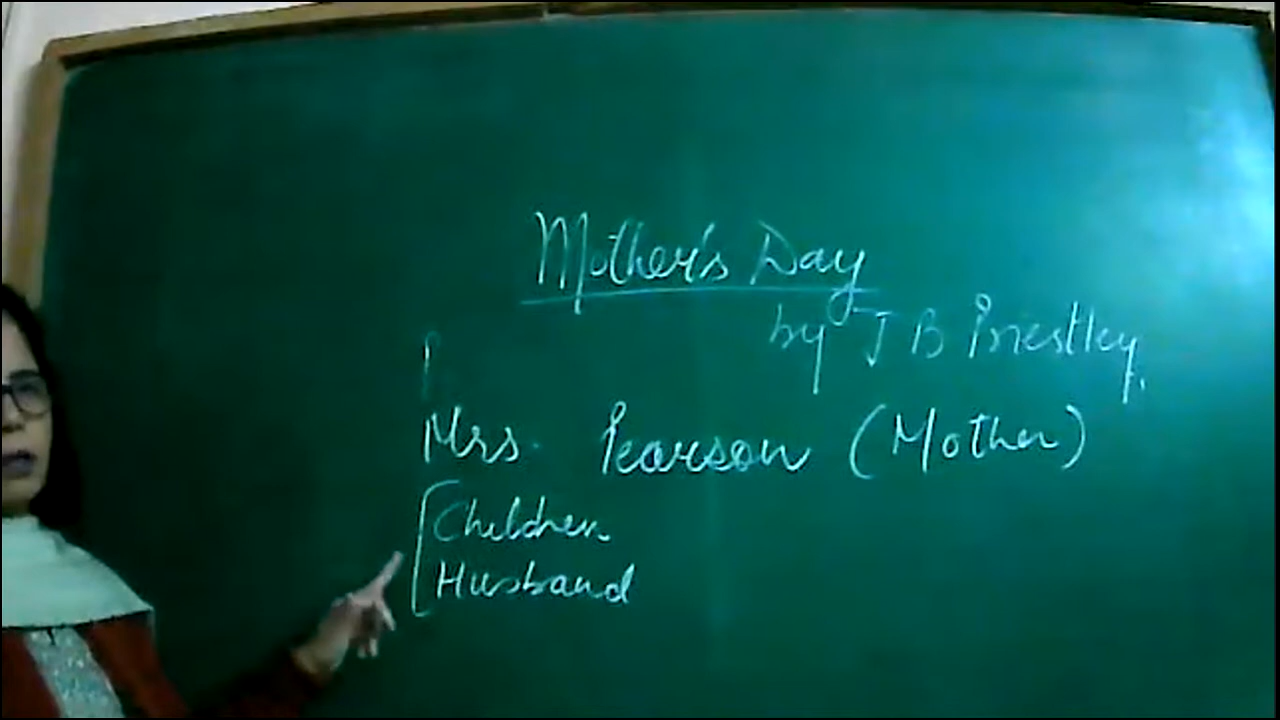 Mother's Day
by J B Priestley.
Mrs. Pearson (Mother)
Children
Husband